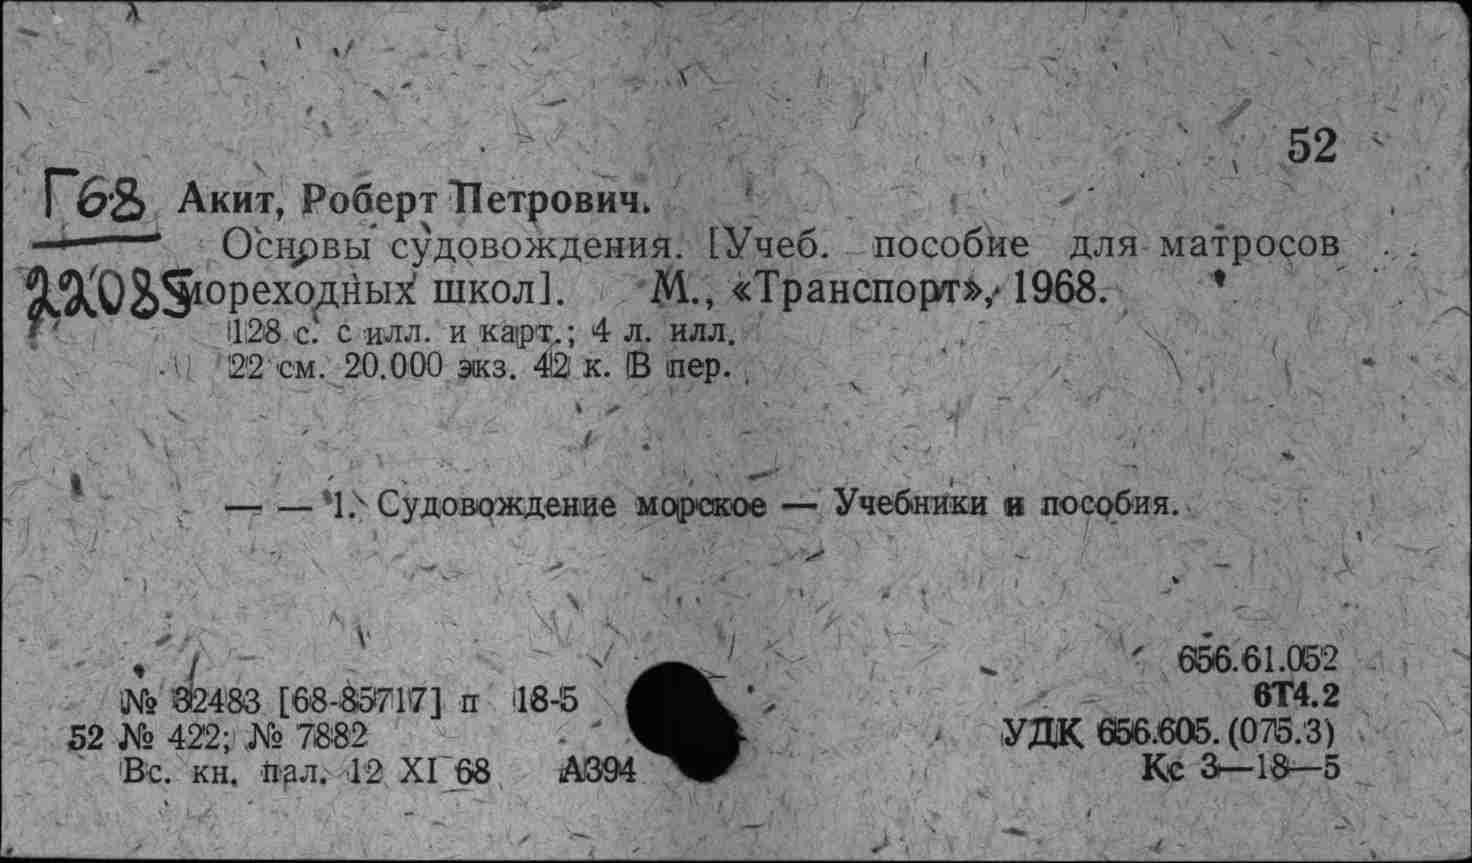 52
Г68 Акит, Роберт Петрович.
Основы судовождения. [Учеб. пособие для матросов
22085 мореходных школ]. М., «Транспорт», 1968.
128 с. с илл. и карт.; 4 л. илл.
22 см. 20.000 экз. 42 к. В пер.
— — 1. Судовождение морское — Учебники и пособия.
656.61.052
№ 32483 [68-85717] п 18-5
6Т4.2
52 № 422; № 7882
УДК 656.605.(075.3)
Вс. кн. пал. 12 XI 68 А394
Кс 3—18—5